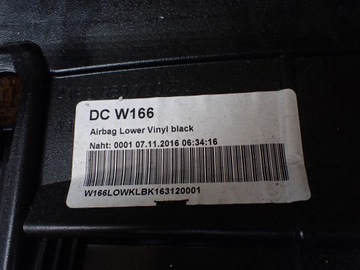 DC W166
Airbag Lower Vinyl black
Naht: 0001 07.11.2016 06:34:16
W166LOWKLBK163120001